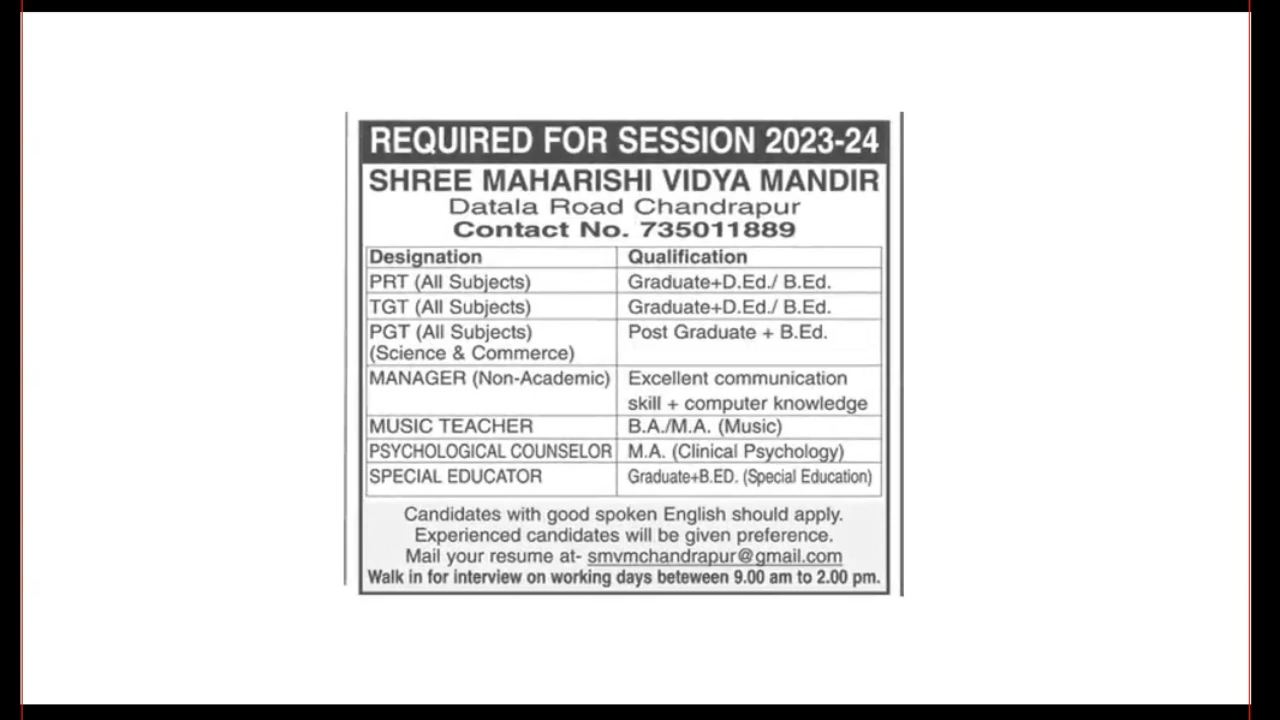 REQUIRED FOR SESSION 2023-24
SHREE MAHARISHI VIDYA MANDIR
Datala Road Chandrapur
Contact No. 735011889
Designation Qualification
PRT (All Subjects) Graduate+D.Ed./ B.Ed.
TGT (All Subjects) Graduate+D.Ed./ B.Ed.
PGT (All Subjects) Post Graduate + B.Ed.
(Science & Commerce)
MANAGER (Non-Academic) Excellent communication
skill + computer knowledge
MUSIC TEACHER B.A./M.A. (Music)
PSYCHOLOGICAL COUNSELOR M.A. (Clinical Psychology)
SPECIAL EDUCATOR Graduate+B.ED. (Special Education)
Candidates with good spoken English should apply.
Experienced candidates will be given preference.
Mail your resume at- smvmchandrapur@gmail.com
Walk in for interview on working days beteween 9.00 am to 2.00 pm.